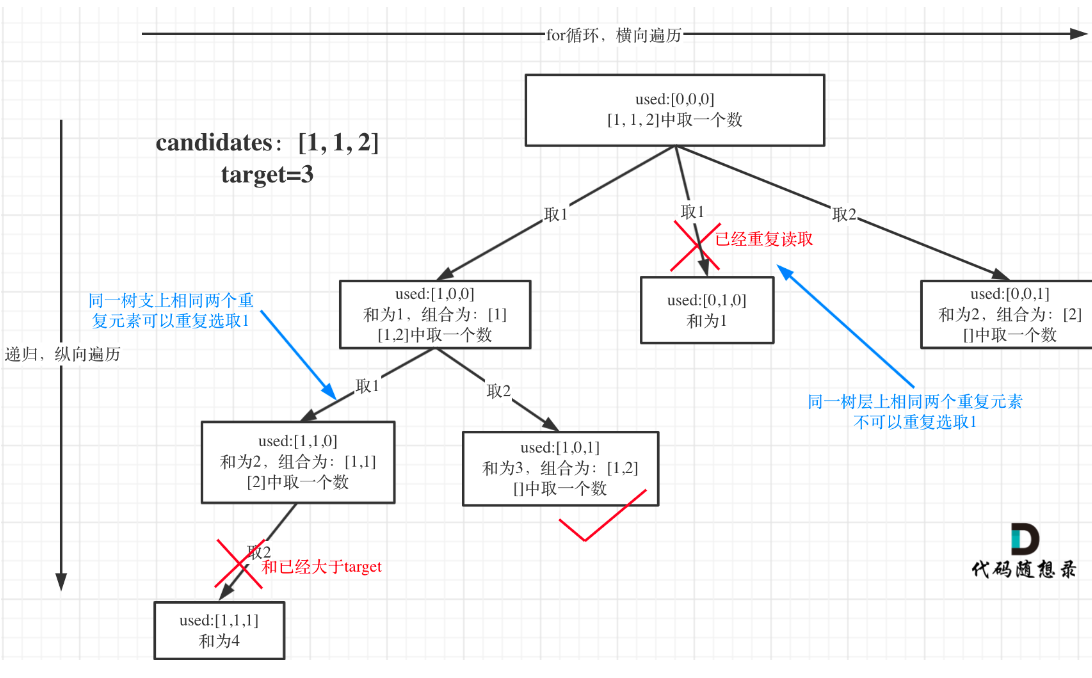 for循环，横向遍历
used:[0,0,0]
[1, 1, 2]中取一个数
candidates：[1, 1, 2]
target=3
取1
取1
取2
已经重复读取
used:[1,0,0]
和为1，组合为：[1]
[1,2]中取一个数
used:[0,1,0]
和为1
used:[0,0,1]
和为2，组合为：[2]
[]中取一个数
同一树支上相同两个重
复元素可以重复选取1
递归，纵向遍历
取1
取2
同一树层上相同两个重复元素
不可以重复选取1
used:[1,1,0]
和为2，组合为：[1,1]
[2]中取一个数
used:[1,0,1]
和为3，组合为：[1,2]
[]中取一个数
取2
和已经大于target
代码随想录
used:[1,1,1]
和为4